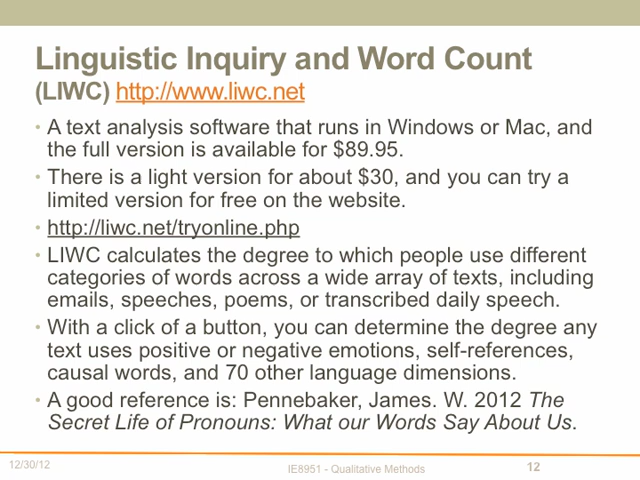 Linguistic Inquiry and Word Count
(LIWC) http://www.liwc.net
• A text analysis software that runs in Windows or Mac, and
the full version is available for $89.95.
• There is a light version for about $30, and you can try a
limited version for free on the website.
• http://liwc.net/tryonline.php
• LIWC calculates the degree to which people use different
categories of words across a wide array of texts, including
emails, speeches, poems, or transcribed daily speech.
• With a click of a button, you can determine the degree any
text uses positive or negative emotions, self-references,
causal words, and 70 other language dimensions.
• A good reference is: Pennebaker, James. W. 2012 The
Secret Life of Pronouns: What our Words Say About Us.
12/30/12 IE8951 - Qualitative Methods 12